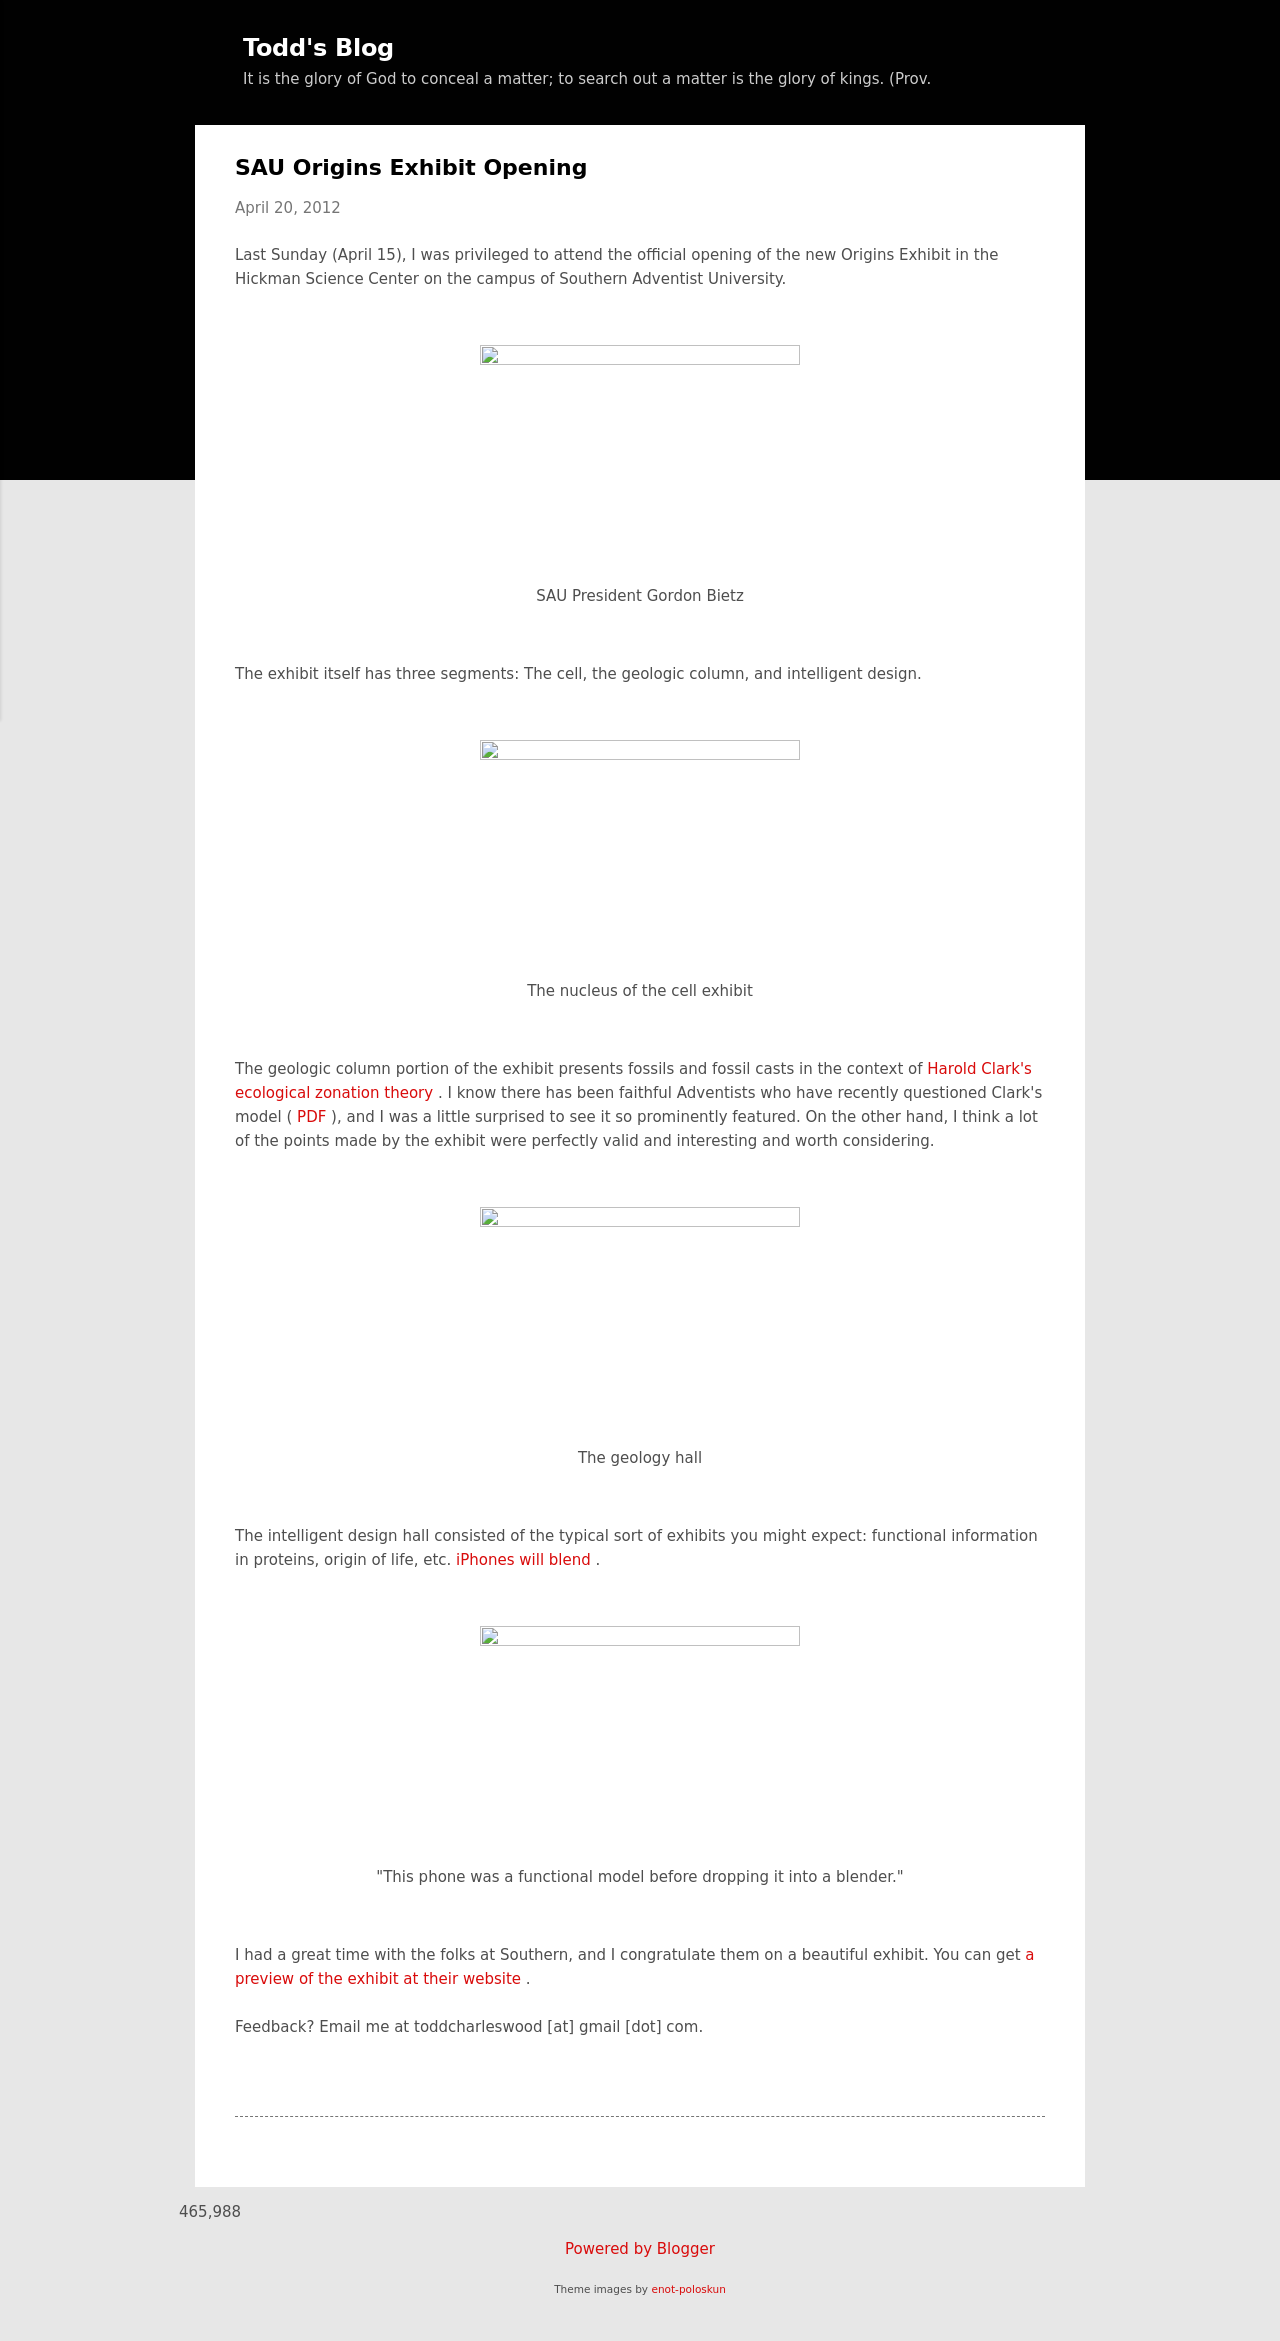 Todd's Blog
It is the glory of God to conceal a matter; to search out a matter is the glory of kings. (Prov.
SAU Origins Exhibit Opening
April 20, 2012
Last Sunday (April 15), I was privileged to attend the official opening of the new Origins Exhibit in the
Hickman Science Center on the campus of Southern Adventist University.
SAU President Gordon Bietz
The exhibit itself has three segments: The cell, the geologic column, and intelligent design.
The nucleus of the cell exhibit
The geologic column portion of the exhibit presents fossils and fossil casts in the context of Harold Clark's
ecological zonation theory . I know there has been faithful Adventists who have recently questioned Clark's
model ( PDF ), and I was a little surprised to see it so prominently featured. On the other hand, I think a lot
of the points made by the exhibit were perfectly valid and interesting and worth considering.
The geology hall
The intelligent design hall consisted of the typical sort of exhibits you might expect: functional information
in proteins, origin of life, etc. iPhones will blend .
"This phone was a functional model before dropping it into a blender."
I had a great time with the folks at Southern, and I congratulate them on a beautiful exhibit. You can get a
preview of the exhibit at their website .
Feedback? Email me at toddcharleswood [at] gmail [dot] com.
465,988
Powered by Blogger
Theme images by enot-poloskun